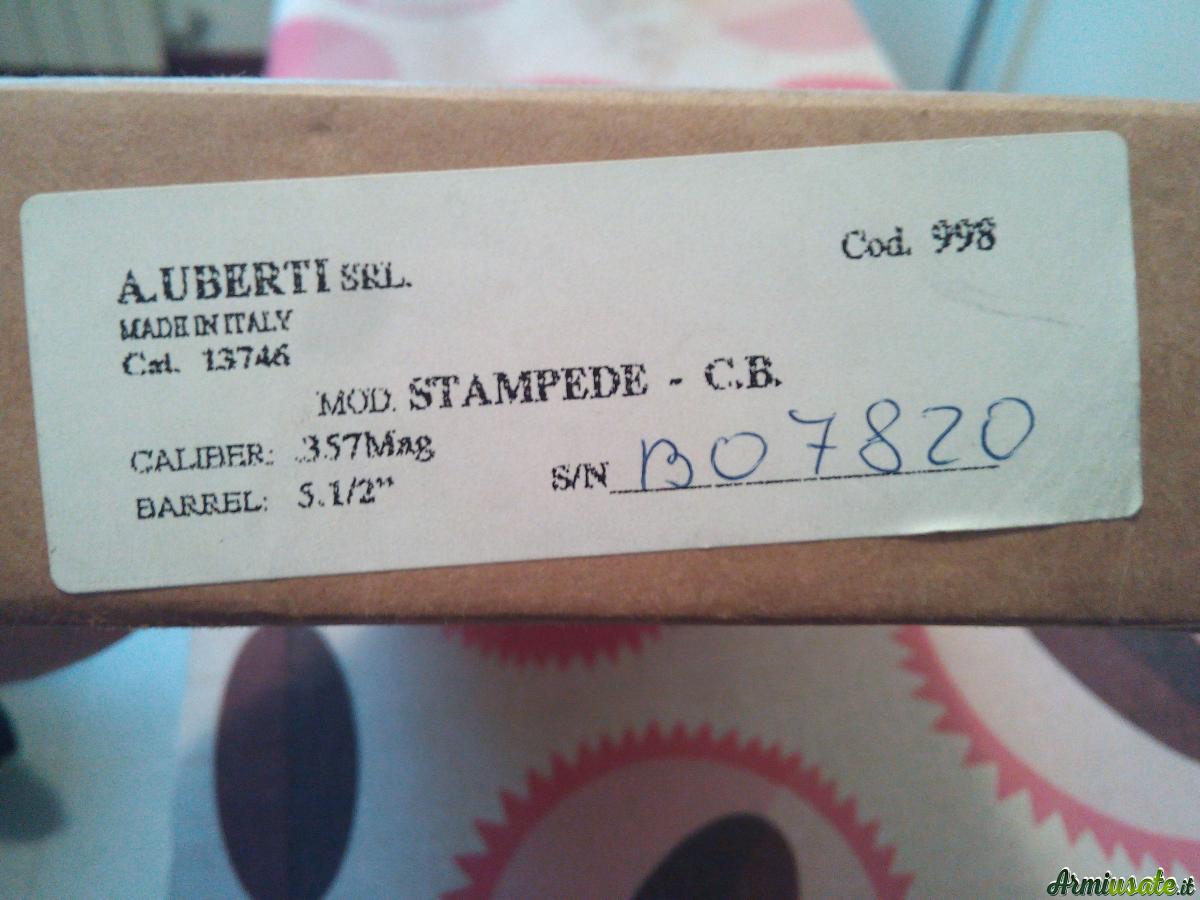 A.UBERTI SRL.
Cod. 998
MADE IN ITALY
Cat. 13746
MOD. STAMPEDE - C.B.
CALIBER: .357Mag
S/N B07820
BARREL: 5.1/2"
Armiusate.it